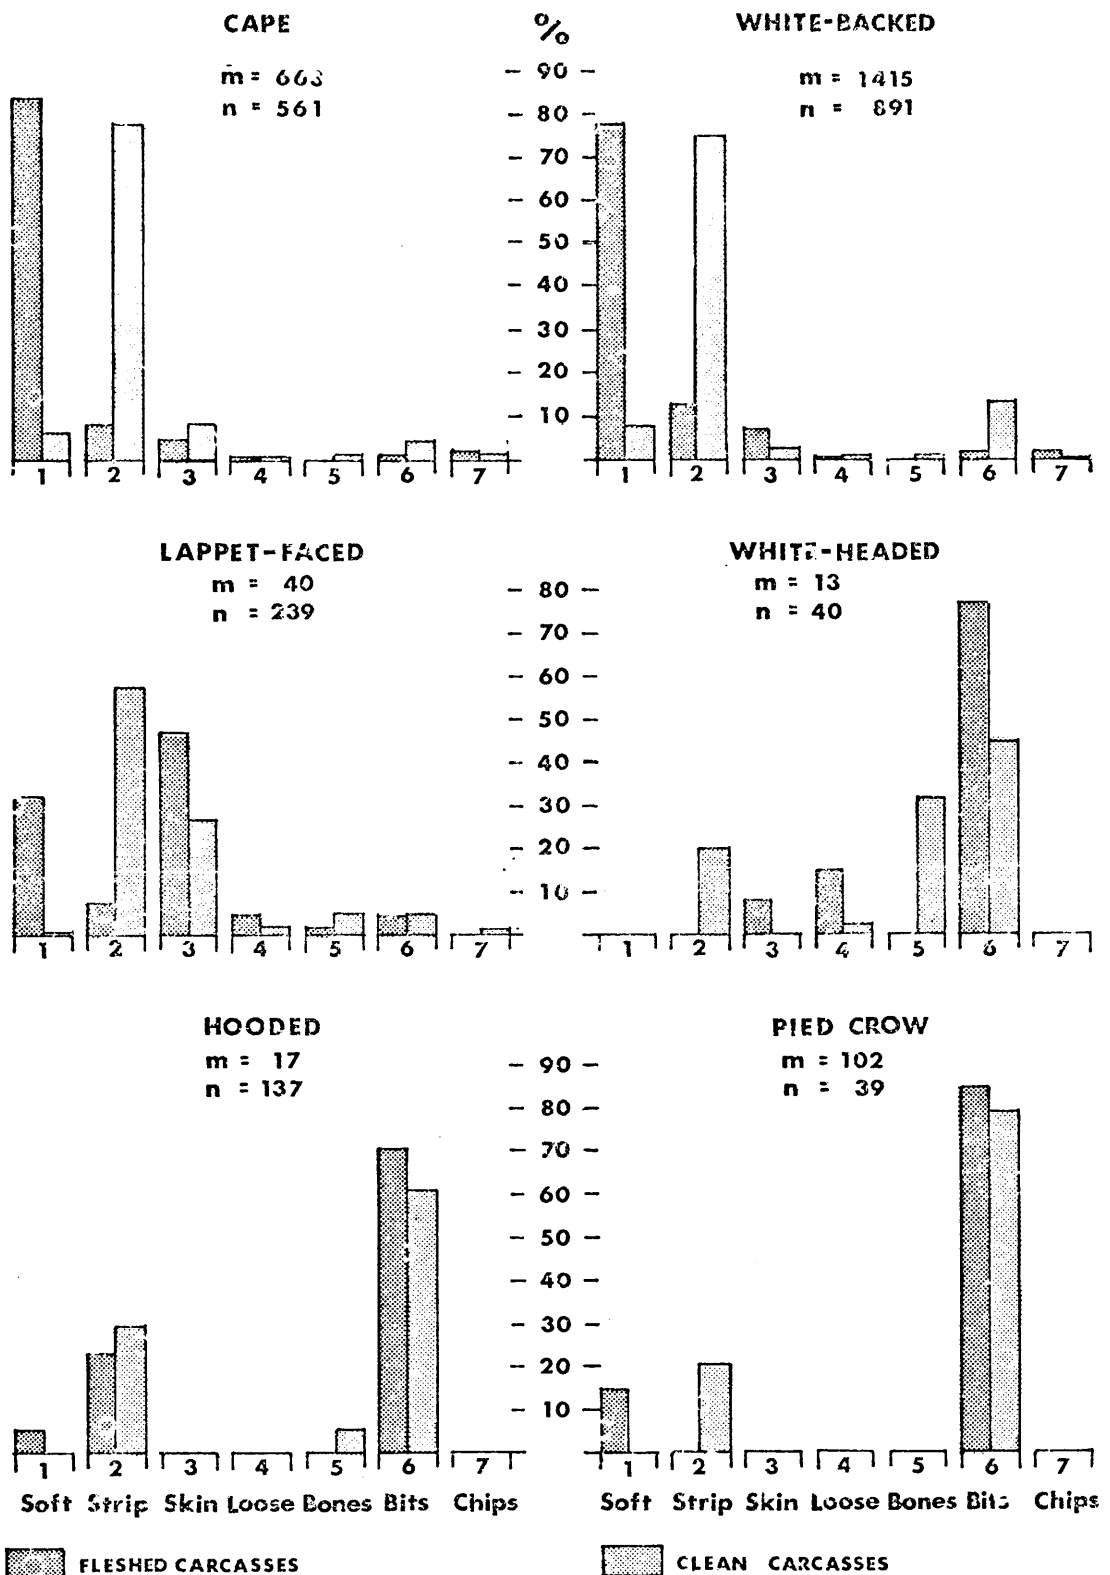 CAPE
m = 663
n = 561
%
90
80
70
60
50
40
30
20
10
WHITE-BACKED
m = 1415
n = 891
1 2 3 4 5 6 7
1 2 3 4 5 6 7
LAPPET-FACED
m = 40
n = 239
80
70
60
50
40
30
20
10
WHITE-HEADED
m = 13
n = 40
1 2 3 4 5 6 7
1 2 3 4 5 6 7
HOODED
m = 17
n = 137
90
80
70
60
50
40
30
20
10
PIED CROW
m = 102
n = 39
1 2 3 4 5 6 7
Soft Strip Skin Loose Bones Bits Chips
1 2 3 4 5 6 7
Soft Strip Skin Loose Bones Bits Chips
FLESHED CARCASSES
CLEAN CARCASSES